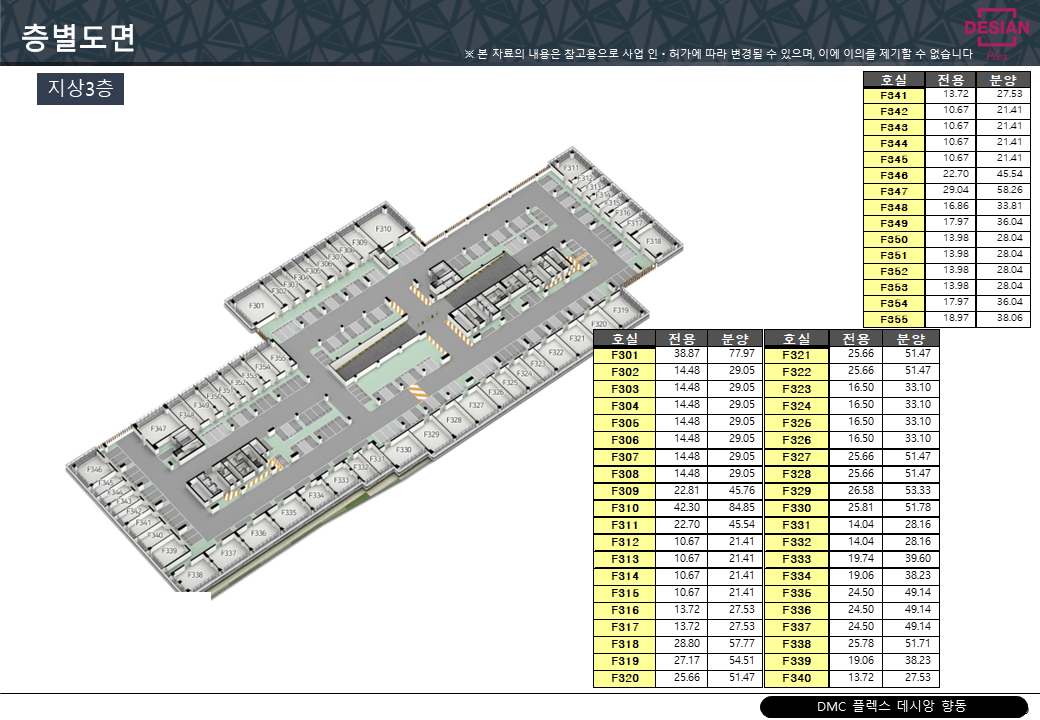 층별도면
※ 본 자료의 내용은 참고용으로 사업 인・허가에 따라 변경될 수 있으며, 이에 이의를 제기할 수 없습니다
DESIAN
Flex
지상3층
호실 전용 분양
F341 13.72 27.53
F342 10.67 21.41
F343 10.67 21.41
F344 10.67 21.41
F345 10.67 21.41
F346 22.70 45.54
F347 29.04 58.26
F348 16.86 33.81
F349 17.97 36.04
F350 13.98 28.04
F351 13.98 28.04
F352 13.98 28.04
F353 13.98 28.04
F354 17.97 36.04
F355 18.97 38.06
F311
F312
F313
F314
F315
F316
F317
F318
F310
F309
F308
F307
F306
F305
F304
F303
F302
F301
F319
F320
F321
F322
F323
F324
F325
F326
F327
F328
F329
F330
F331
F332
F333
F334
F335
F336
F337
F338
F355
F354
F353
F352
F351
F350
F349
F348
F347
F346
F345
F344
F343
F342
F341
F340
F339
호실 전용 분양 호실 전용 분양
F301 38.87 77.97 F321 25.66 51.47
F302 14.48 29.05 F322 25.66 51.47
F303 14.48 29.05 F323 16.50 33.10
F304 14.48 29.05 F324 16.50 33.10
F305 14.48 29.05 F325 16.50 33.10
F306 14.48 29.05 F326 16.50 33.10
F307 14.48 29.05 F327 25.66 51.47
F308 14.48 29.05 F328 25.66 51.47
F309 22.81 45.76 F329 26.58 53.33
F310 42.30 84.85 F330 25.81 51.78
F311 22.70 45.54 F331 14.04 28.16
F312 10.67 21.41 F332 14.04 28.16
F313 10.67 21.41 F333 19.74 39.60
F314 10.67 21.41 F334 19.06 38.23
F315 10.67 21.41 F335 24.50 49.14
F316 13.72 27.53 F336 24.50 49.14
F317 13.72 27.53 F337 24.50 49.14
F318 28.80 57.77 F338 25.78 51.71
F319 27.17 54.51 F339 19.06 38.23
F320 25.66 51.47 F340 13.72 27.53
DMC 플렉스 데시앙 향동